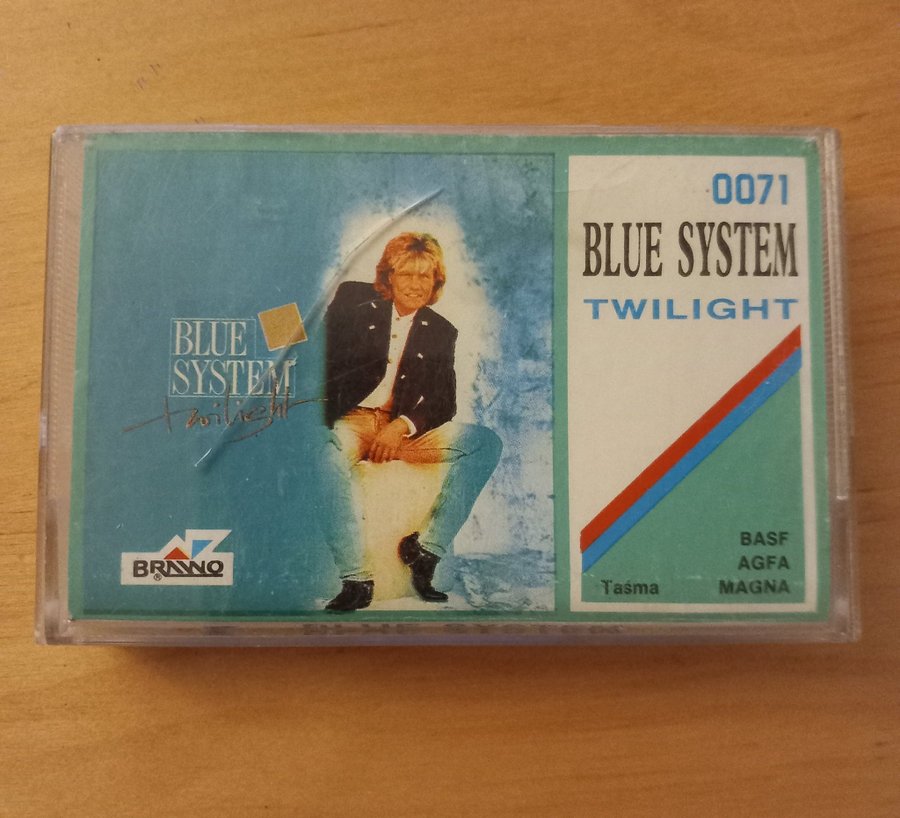 BLUE
SYSTEM
twilight
BRAWO
®
0071
BLUE SYSTEM
TWILIGHT
BASF
AGFA
Taśma MAGNA